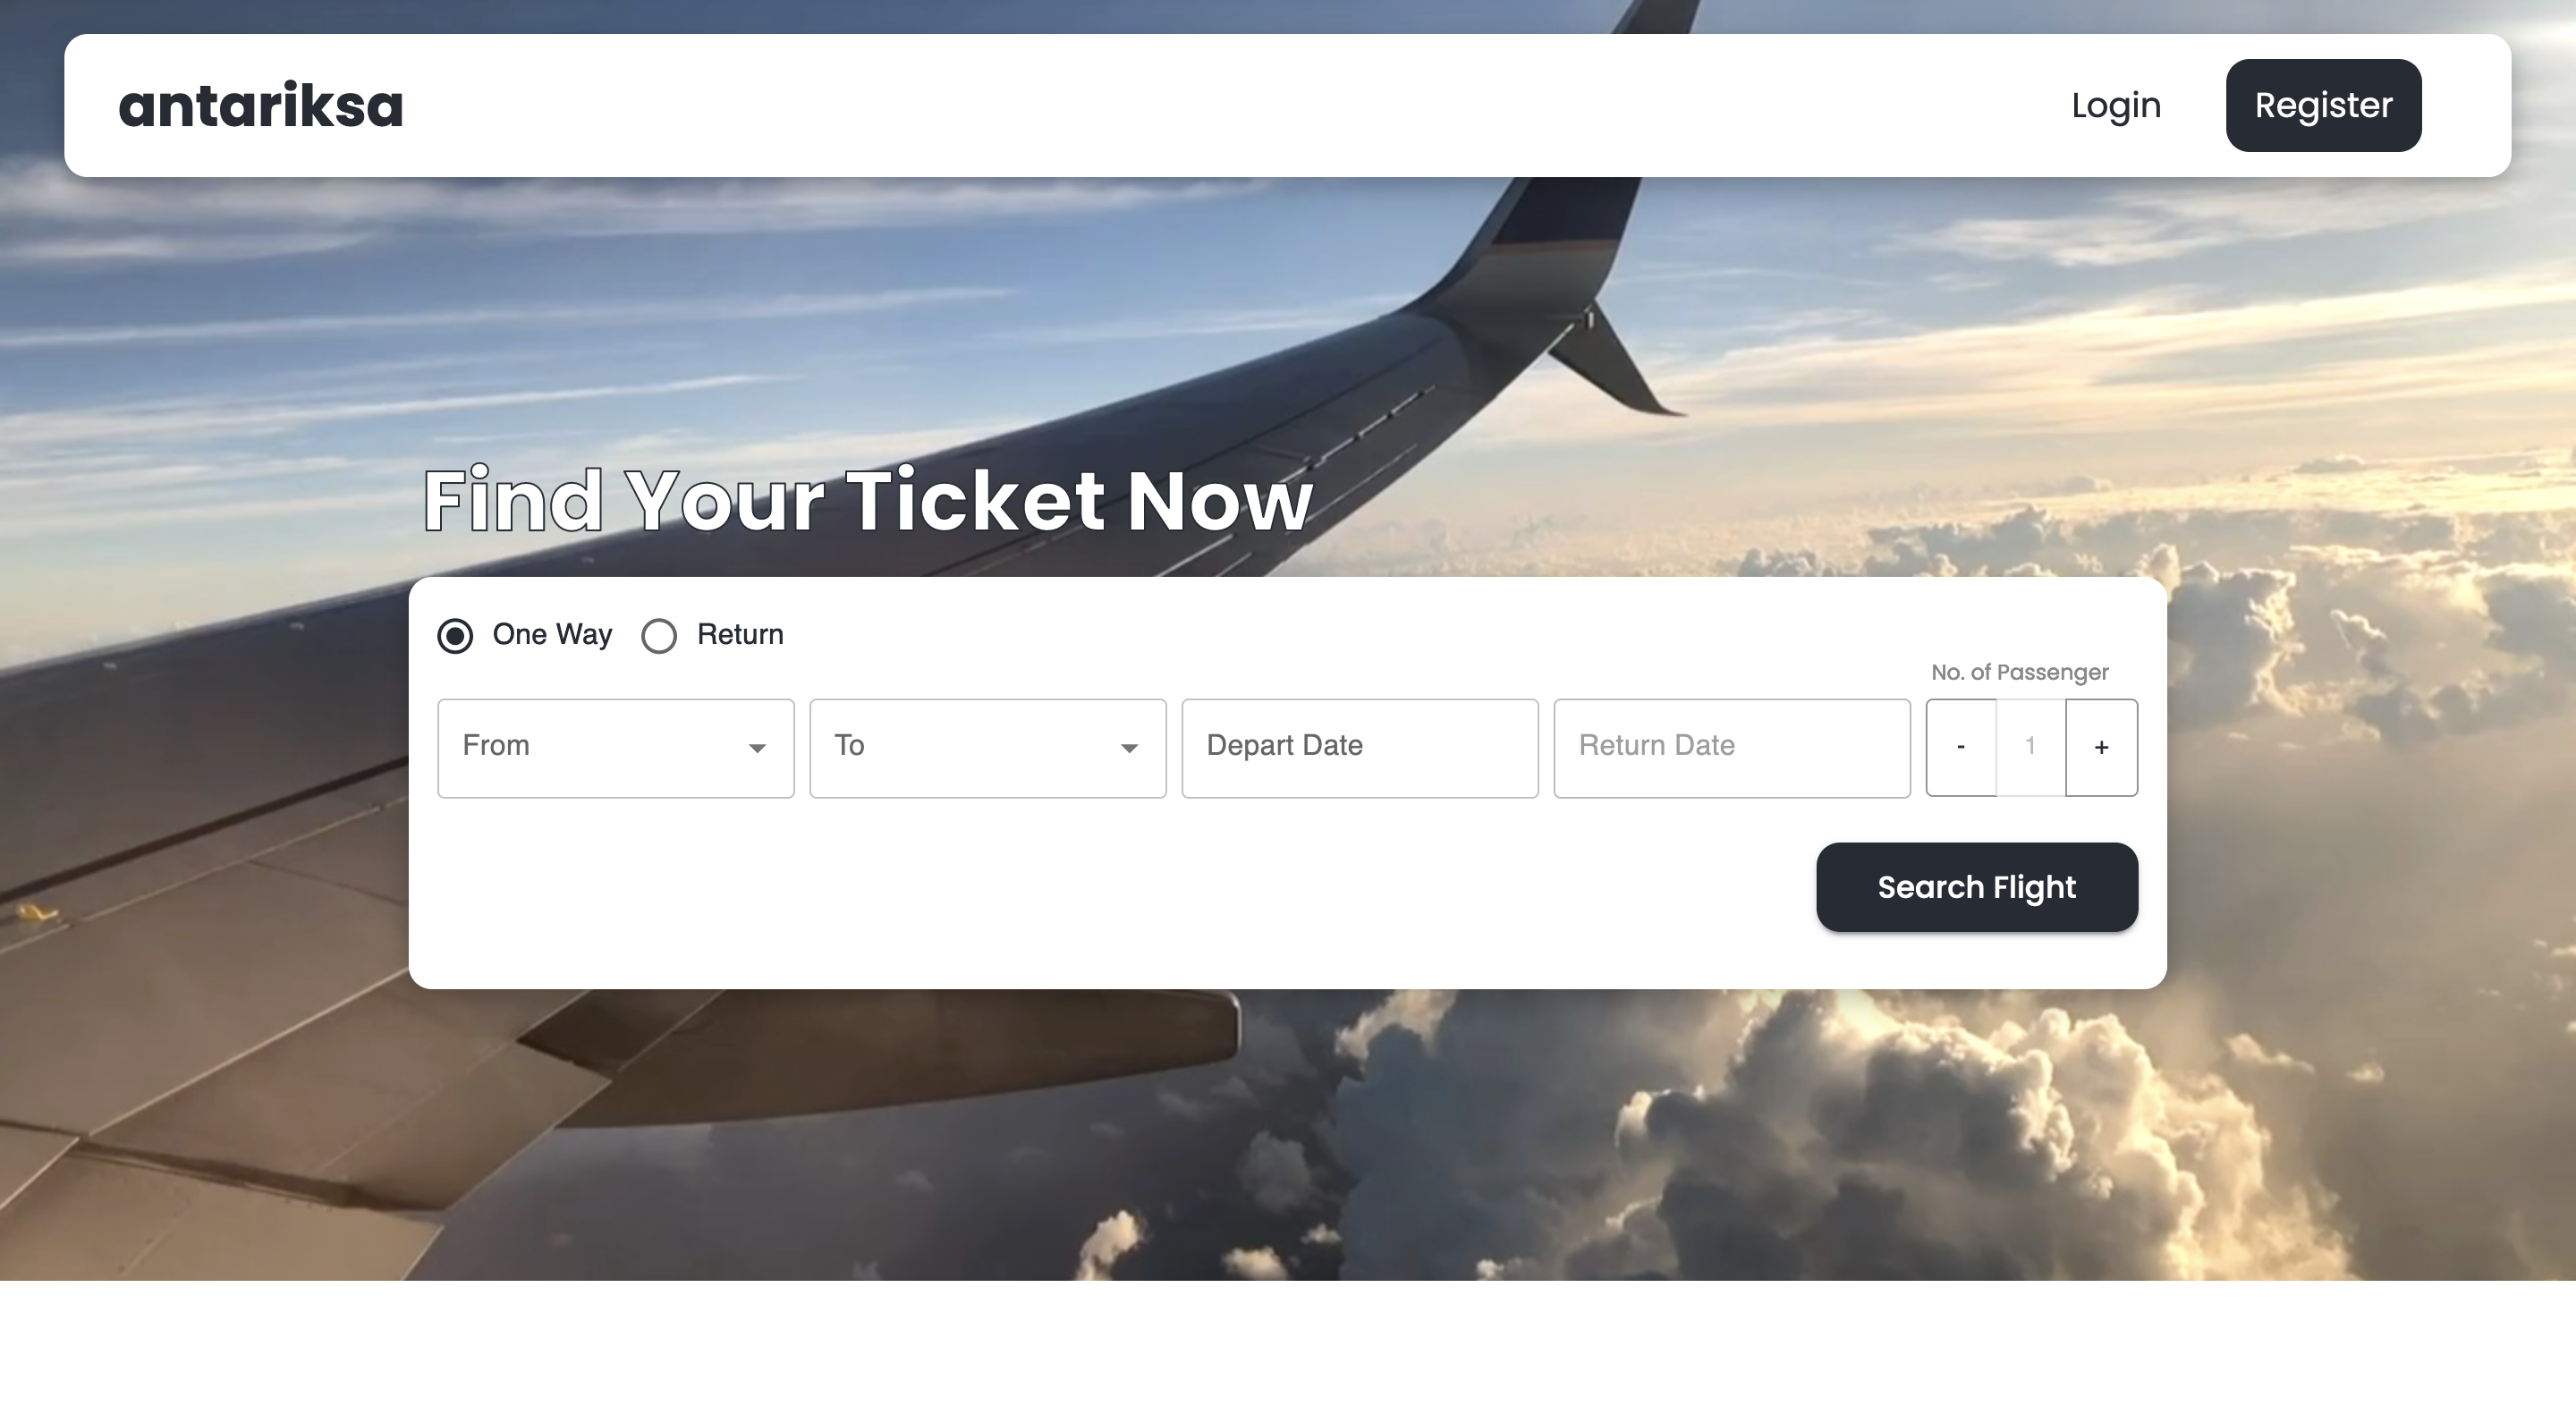 antariksa
Login
Register
Find Your Ticket Now
One Way
Return
No. of Passenger
From
To
Depart Date
Return Date
-
1
+
Search Flight